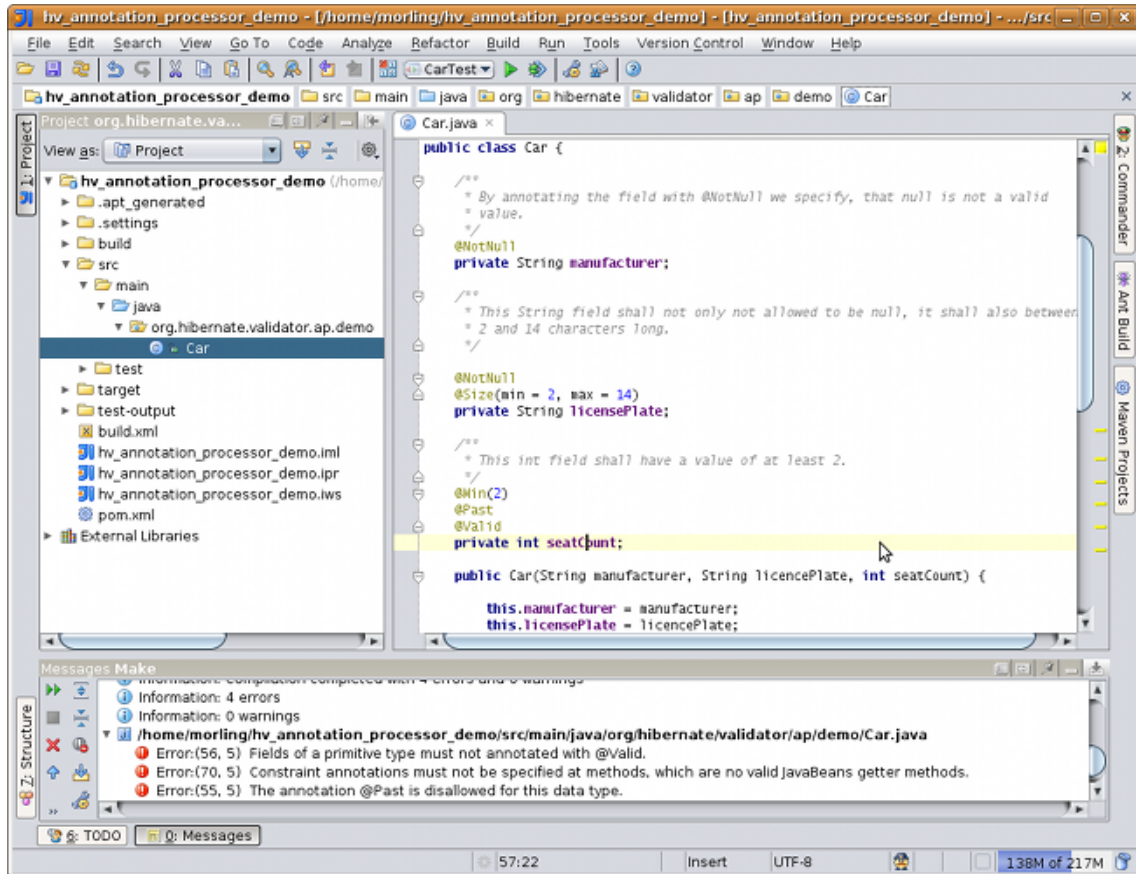 hv_annotation_processor_demo - [/home/morling/hv_annotation_processor_demo] - [hv_annotation_processor_demo] - .../src
File Edit Search View Go To Code Analyze Refactor Build Run Tools Version Control Window Help
CarTest
hv_annotation_processor_demo src main java org hibernate validator ap demo Car
1: Project
Project org.hibernate.va...
View as: Project
hv_annotation_processor_demo (/home/
.apt_generated
.settings
build
src
main
java
org.hibernate.validator.ap.demo
Car
test
target
test-output
build.xml
hv_annotation_processor_demo.iml
hv_annotation_processor_demo.ipr
hv_annotation_processor_demo.iws
pom.xml
External Libraries
Car.java
public class Car {
/**
* By annotating the field with @NotNull we specify, that null is not a valid
* value.
*/
@NotNull
private String manufacturer;
/**
* This String field shall not only not allowed to be null, it shall also between
* 2 and 14 characters long.
*/
@NotNull
@Size(min = 2, max = 14)
private String licensePlate;
/**
* This int field shall have a value of at least 2.
*/
@Min(2)
@Past
@Valid
private int seatCount;
public Car(String manufacturer, String licencePlate, int seatCount) {
this.manufacturer = manufacturer;
this.licensePlate = licencePlate;
2: Commander
Ant Build
Maven Projects
Messages Make
Information: Compilation completed with 4 errors and 0 warnings
Information: 4 errors
Information: 0 warnings
/home/morling/hv_annotation_processor_demo/src/main/java/org/hibernate/validator/ap/demo/Car.java
Error:(56, 5) Fields of a primitive type must not annotated with @Valid.
Error:(70, 5) Constraint annotations must not be specified at methods, which are no valid JavaBeans getter methods.
Error:(55, 5) The annotation @Past is disallowed for this data type.
7: Structure
6: TODO
0: Messages
57:22 Insert UTF-8 138M of 217M